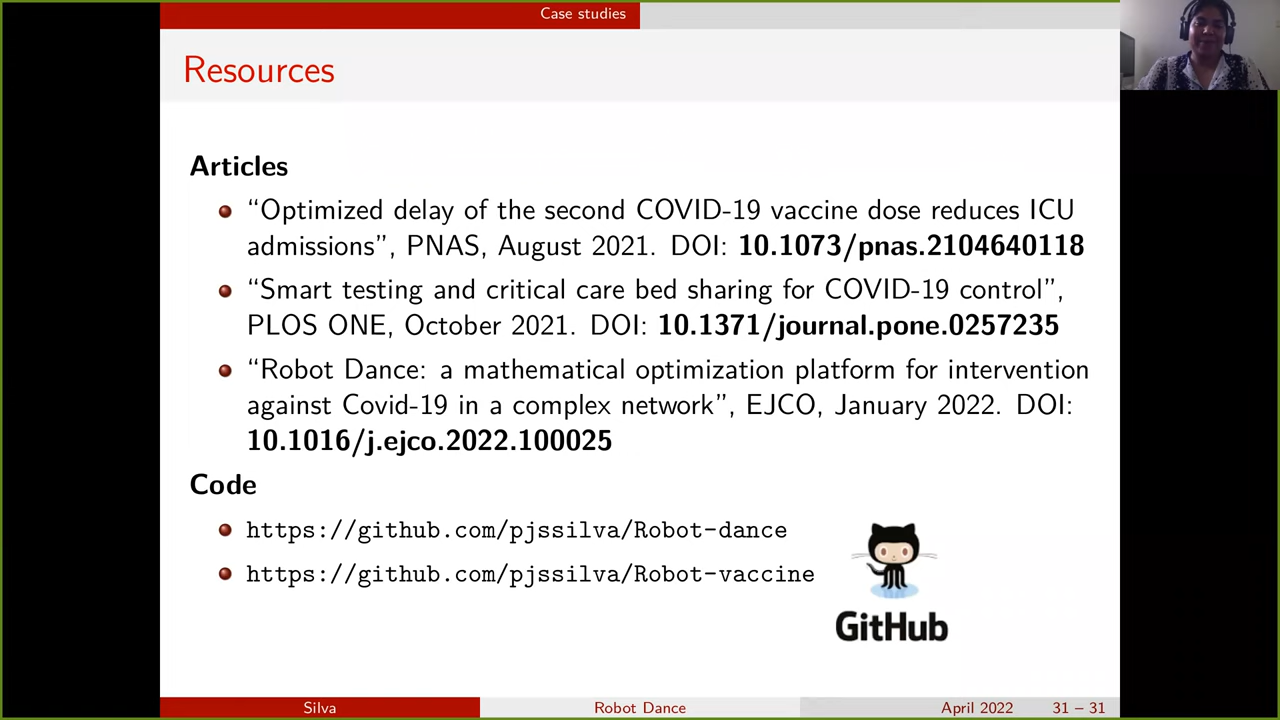 Case studies
Resources
Articles
“Optimized delay of the second COVID-19 vaccine dose reduces ICU
admissions”, PNAS, August 2021. DOI: 10.1073/pnas.2104640118
“Smart testing and critical care bed sharing for COVID-19 control”,
PLOS ONE, October 2021. DOI: 10.1371/journal.pone.0257235
“Robot Dance: a mathematical optimization platform for intervention
against Covid-19 in a complex network”, EJCO, January 2022. DOI:
10.1016/j.ejco.2022.100025
Code
https://github.com/pjssilva/Robot-dance
https://github.com/pjssilva/Robot-vaccine
GitHub
Silva
Robot Dance
April 2022
31 – 31